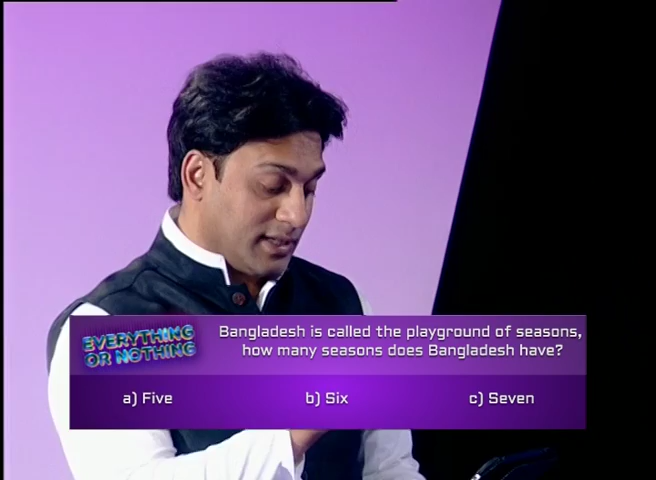 EVERYTHING
OR NOTHING
Bangladesh is called the playground of seasons,
how many seasons does Bangladesh have?
a) Five
b) Six
c) Seven